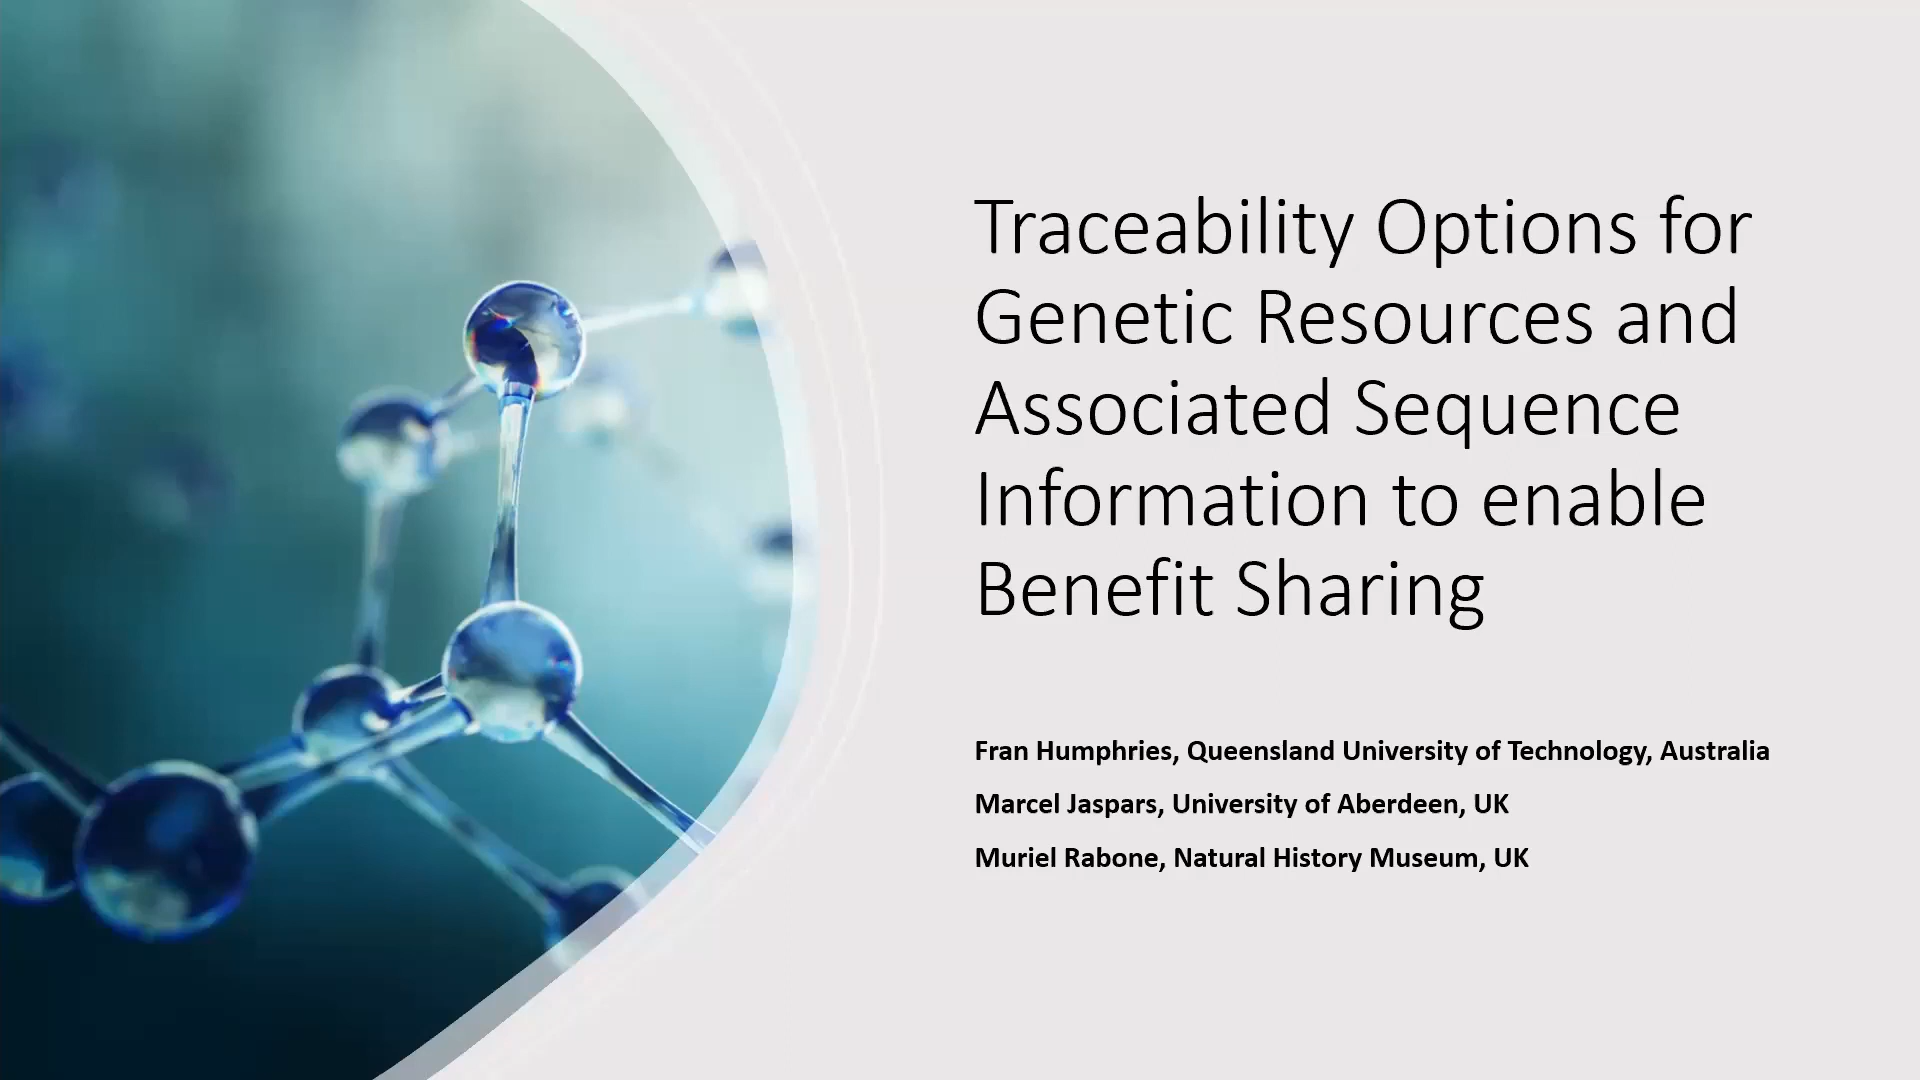 Traceability Options for
Genetic Resources and
Associated Sequence
Information to enable
Benefit Sharing
Fran Humphries, Queensland University of Technology, Australia
Marcel Jaspars, University of Aberdeen, UK
Muriel Rabone, Natural History Museum, UK